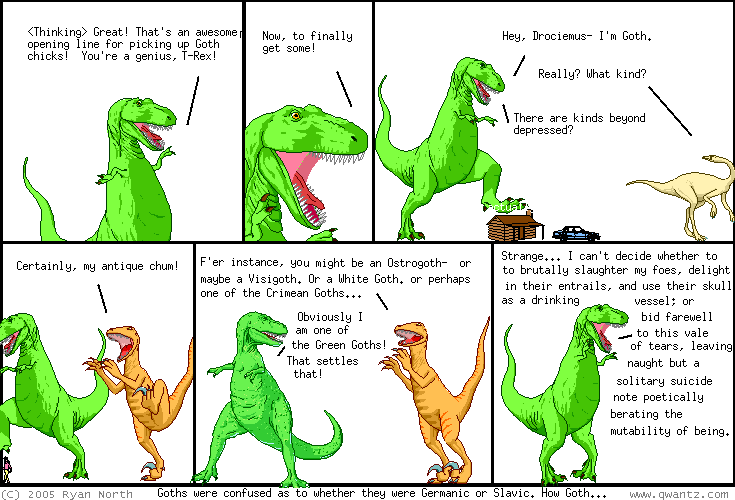 <Thinking> Great! That's an awesome
opening line for picking up Goth
chicks! You're a genius, T-Rex!
Now, to finally
get some!
Hey, Drociemus- I'm Goth.
Really? What kind?
There are kinds beyond
depressed?
Certainly, my antique chum!
F'er instance, you might be an Ostrogoth- or
maybe a Visigoth. Or a White Goth. or perhaps
one of the Crimean Goths...
Obviously I
am one of
the Green Goths!
That settles
that!
Strange... I can't decide whether to
to brutally slaughter my foes, delight
in their entrails, and use their skull
as a drinking vessel; or
bid farewell
to this vale
of tears, leaving
naught but a
solitary suicide
note poetically
berating the
mutability of being.
(C) 2005 Ryan North
Goths were confused as to whether they were Germanic or Slavic. How Goth...
www.qwantz.com